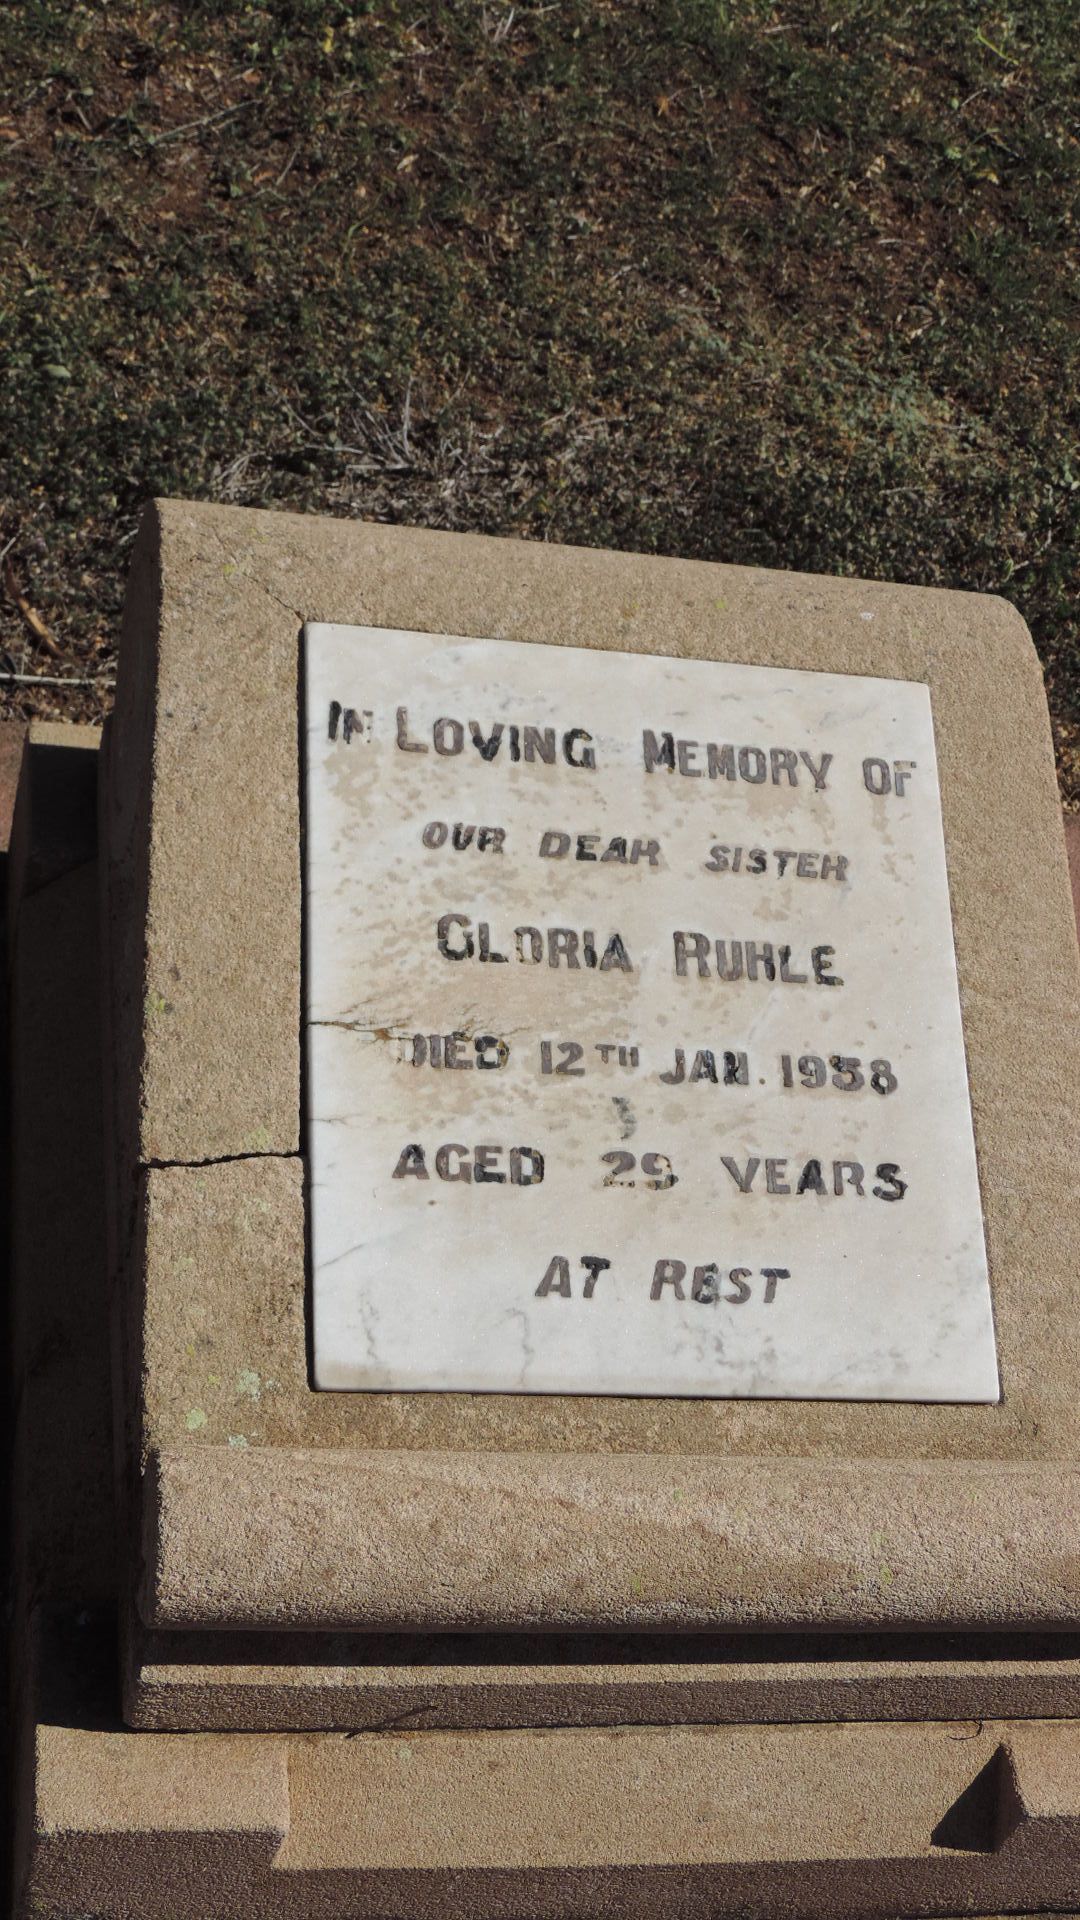 IN LOVING MEMORY OF
OUR DEAR SISTER
GLORIA RUHLE
DIED 12TH JAN. 1958
AGED 29 YEARS
AT REST